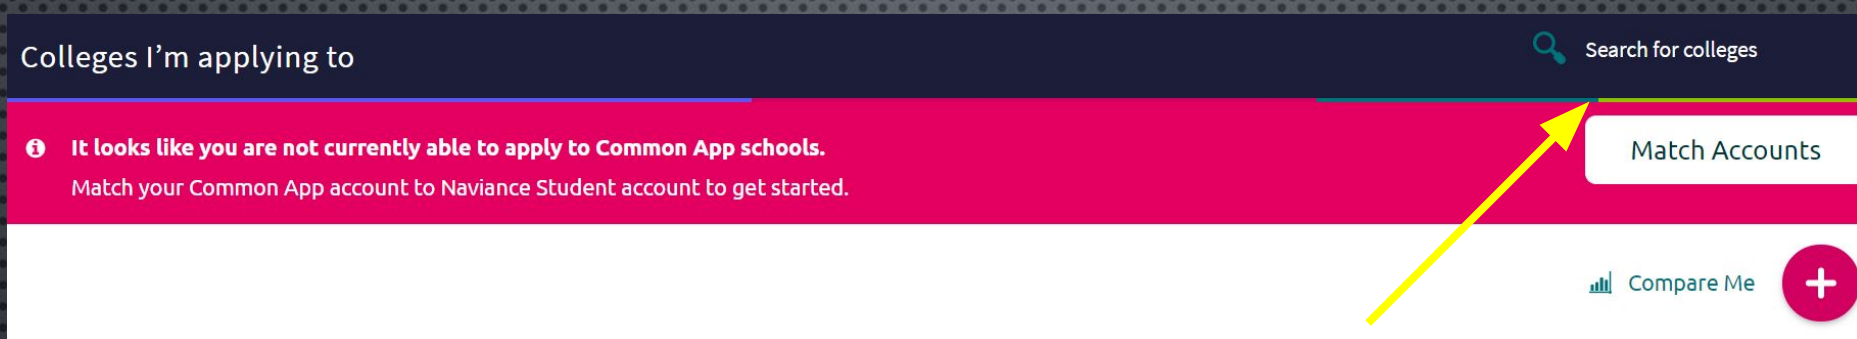 Colleges I’m applying to
Search for colleges
It looks like you are not currently able to apply to Common App schools.
Match your Common App account to Naviance Student account to get started.
Match Accounts
Compare Me